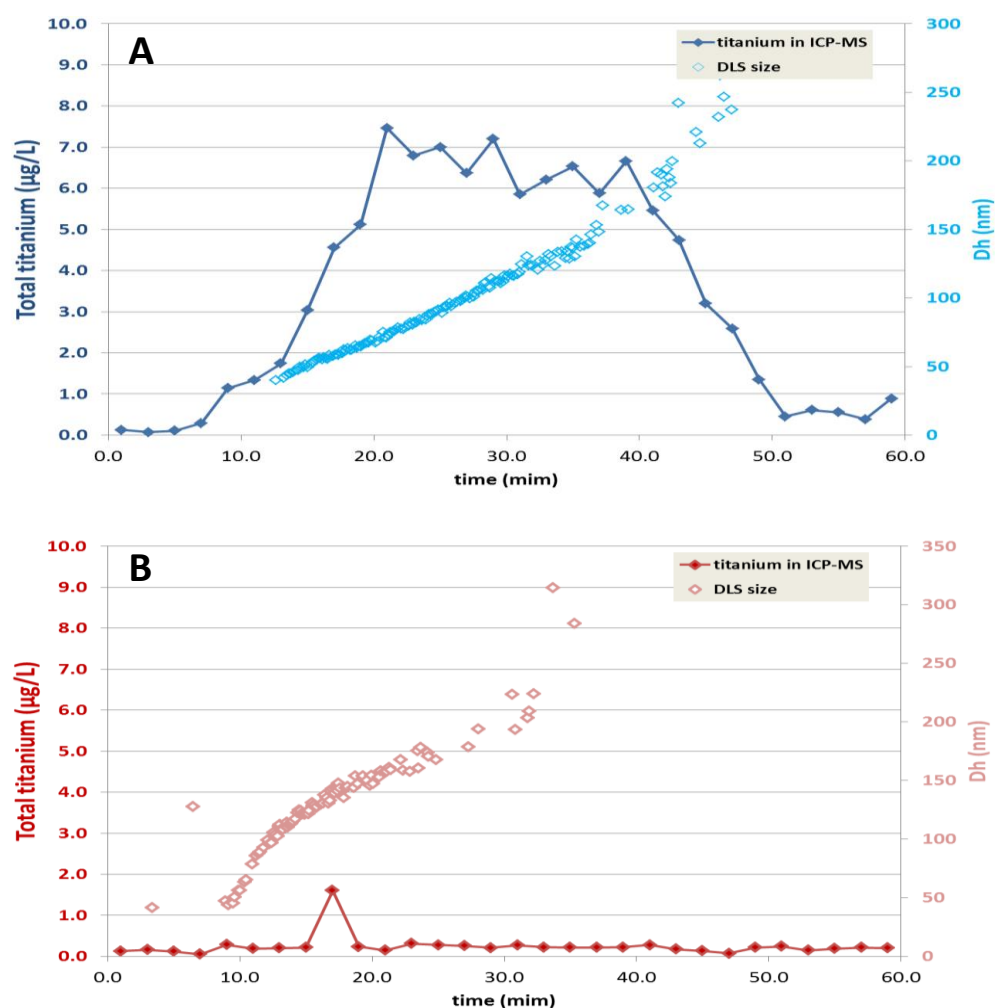 A
titanium in ICP-MS
DLS size
Total titanium (µg/L)
10.0
9.0
8.0
7.0
6.0
5.0
4.0
3.0
2.0
1.0
0.0
300
250
200
150
100
50
0
Dh (nm)
0.0 10.0 20.0 30.0 40.0 50.0 60.0
time (mim)
B
titanium in ICP-MS
DLS size
Total titanium (µg/L)
10.0
9.0
8.0
7.0
6.0
5.0
4.0
3.0
2.0
1.0
0.0
350
300
250
200
150
100
50
0
Dh (nm)
0.0 10.0 20.0 30.0 40.0 50.0 60.0
time (mim)